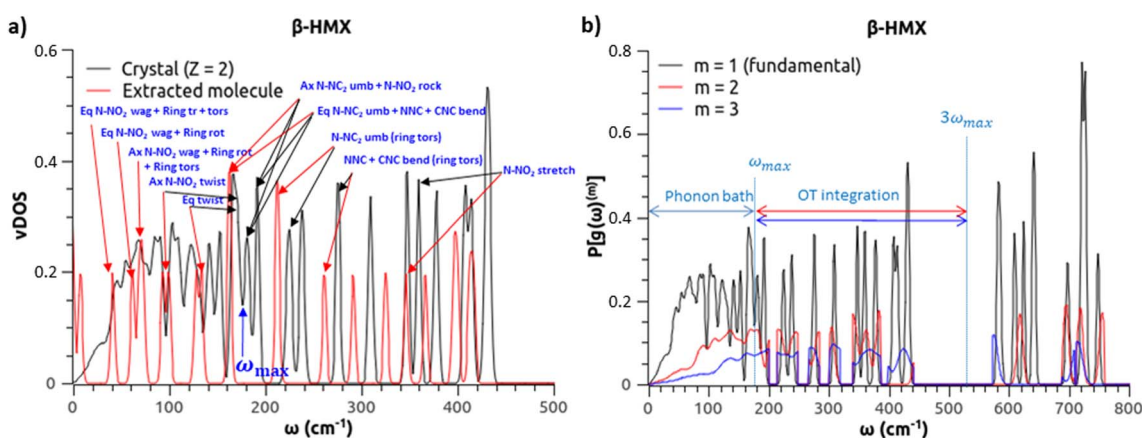 a)
β-HMX
0.6
0.4
0.2
0
vDOS
Crystal (Z = 2)
Extracted molecule
Eq N-NO₂ wag + Ring tr + tors
Eq N-NO₂ wag + Ring rot
Ax N-NO₂ wag + Ring rot
+ Ring tors
Ax N-NO₂ twist
Eq twist
Ax N-NC₂ umb + N-NO₂ rock
Eq N-NC₂ umb + NNC + CNC bend
N-NC₂ umb (ring tors)
NNC + CNC bend (ring tors)
N-NO₂ stretch
ωmax
0 100 200 300 400 500
ω (cm⁻¹)
b)
β-HMX
0.8
0.6
0.4
0.2
0
P[g(ω)⁽ᵐ⁾]
m = 1 (fundamental)
m = 2
m = 3
3ωmax
ωmax
Phonon bath
OT integration
0 100 200 300 400 500 600 700 800
ω (cm⁻¹)